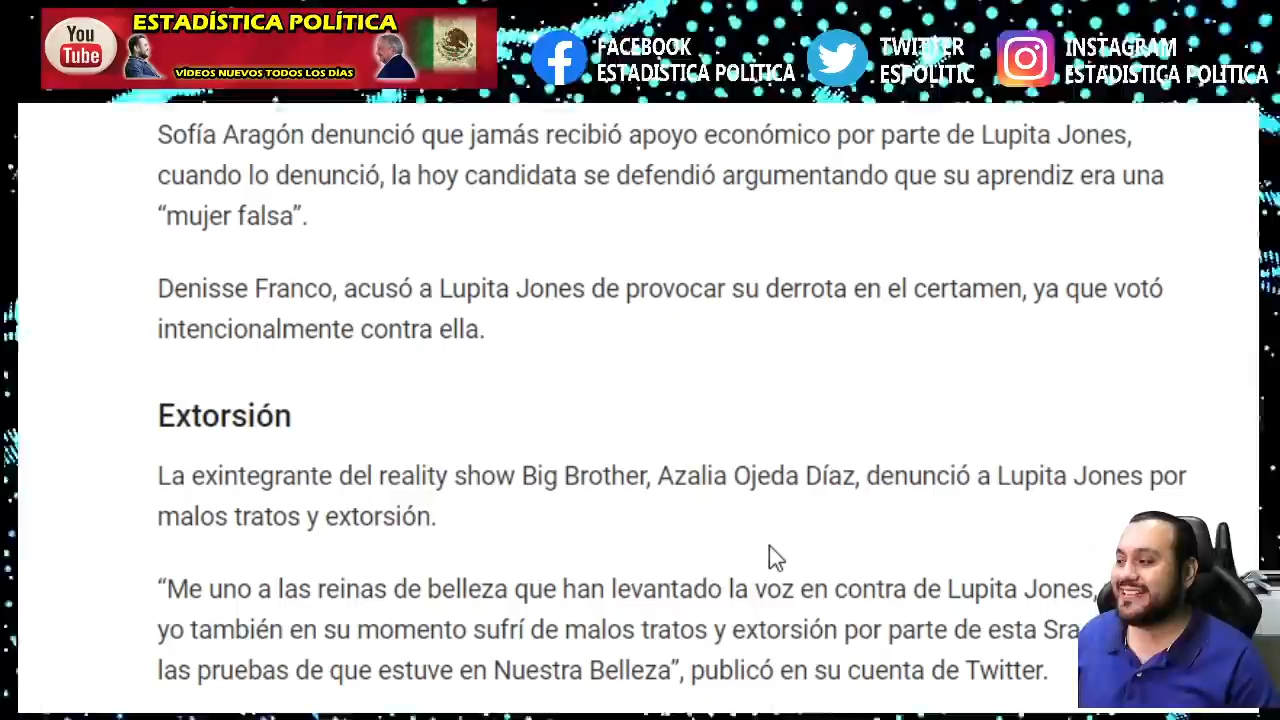 You
Tube
ESTADÍSTICA POLÍTICA
VÍDEOS NUEVOS TODOS LOS DÍAS
FACEBOOK
ESTADISTICA POLITICA
TWITTER
ESPOLITIC
INSTAGRAM
ESTADISTICA POLITICA
Sofía Aragón denunció que jamás recibió apoyo económico por parte de Lupita Jones,
cuando lo denunció, la hoy candidata se defendió argumentando que su aprendiz era una
“mujer falsa”.
Denisse Franco, acusó a Lupita Jones de provocar su derrota en el certamen, ya que votó
intencionalmente contra ella.
Extorsión
La exintegrante del reality show Big Brother, Azalia Ojeda Díaz, denunció a Lupita Jones por
malos tratos y extorsión.
“Me uno a las reinas de belleza que han levantado la voz en contra de Lupita Jones,
yo también en su momento sufrí de malos tratos y extorsión por parte de esta Sra
las pruebas de que estuve en Nuestra Belleza”, publicó en su cuenta de Twitter.